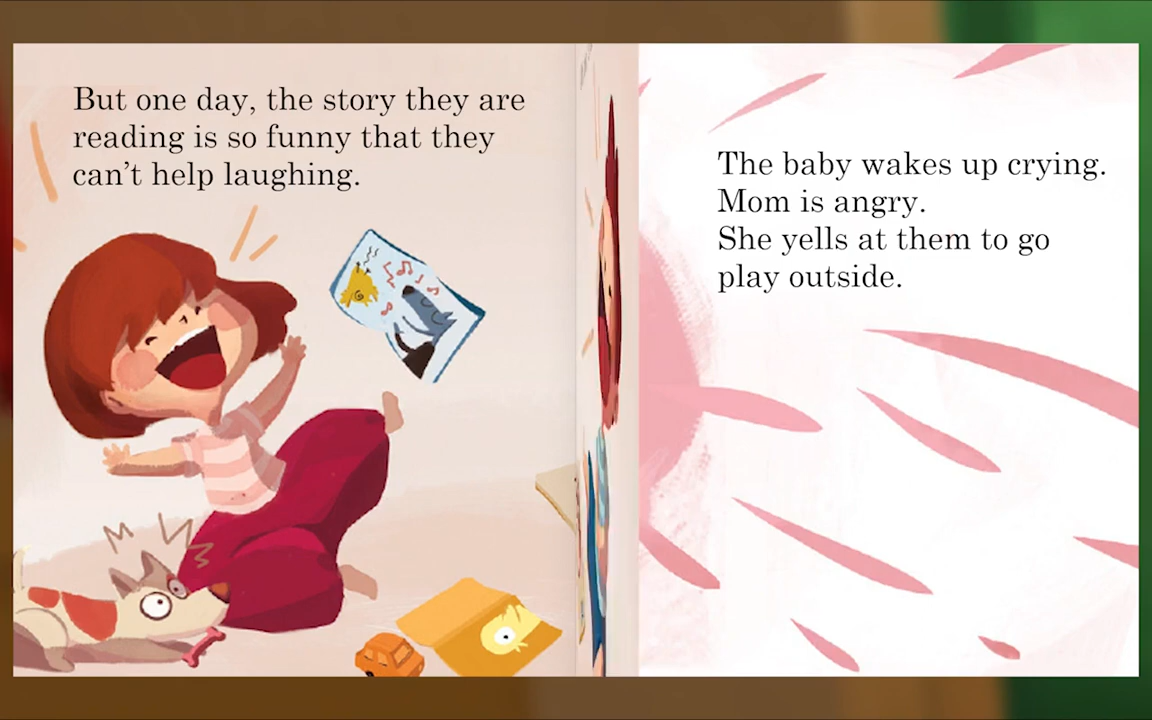 But one day, the story they are
reading is so funny that they
can't help laughing.
The baby wakes up crying.
Mom is angry.
She yells at them to go
play outside.